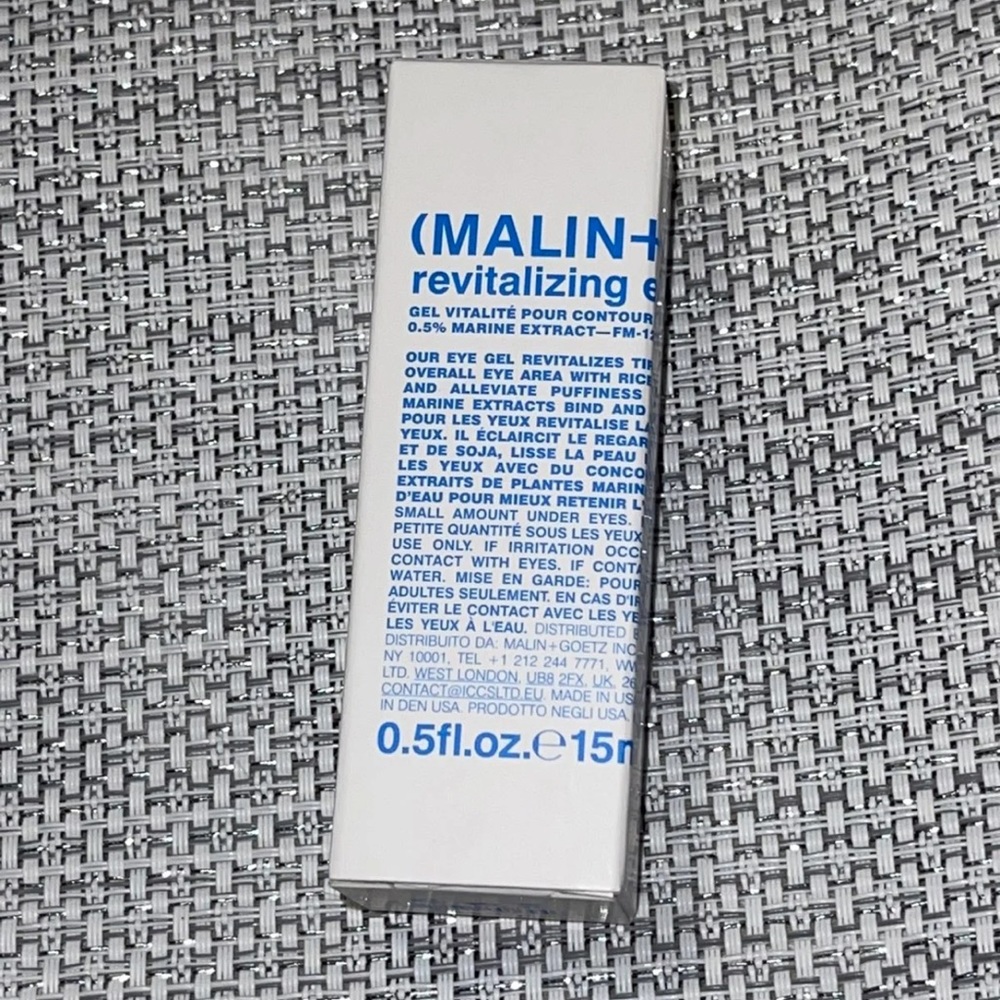 (MALIN+
revitalizing e
GEL VITALITÉ POUR CONTOUR
0.5% MARINE EXTRACT—FM-12
OUR EYE GEL REVITALIZES TIR
OVERALL EYE AREA WITH RICE
AND ALLEVIATE PUFFINESS
MARINE EXTRACTS BIND AND
POUR LES YEUX REVITALISE LA
YEUX. IL ÉCLAIRCIT LE REGAR
ET DE SOJA, LISSE LA PEAU
LES YEUX AVEC DU CONCO
EXTRAITS DE PLANTES MARIN
D'EAU POUR MIEUX RETENIR L'
SMALL AMOUNT UNDER EYES.
PETITE QUANTITÉ SOUS LES YEUX
USE ONLY. IF IRRITATION OCC
CONTACT WITH EYES. IF CONTA
WATER. MISE EN GARDE: POUR
ADULTES SEULEMENT. EN CAS D'IR
ÉVITER LE CONTACT AVEC LES YE
LES YEUX À L'EAU. DISTRIBUTED B
DISTRIBUITO DA: MALIN+GOETZ INC
NY 10001, TEL +1 212 244 7771, WW
LTD. WEST LONDON, UB8 2FX, UK. 26
CONTACT@ICCSLTD.EU. MADE IN US
IN DEN USA. PRODOTTO NEGLI USA.
0.5fl.oz.℮15m